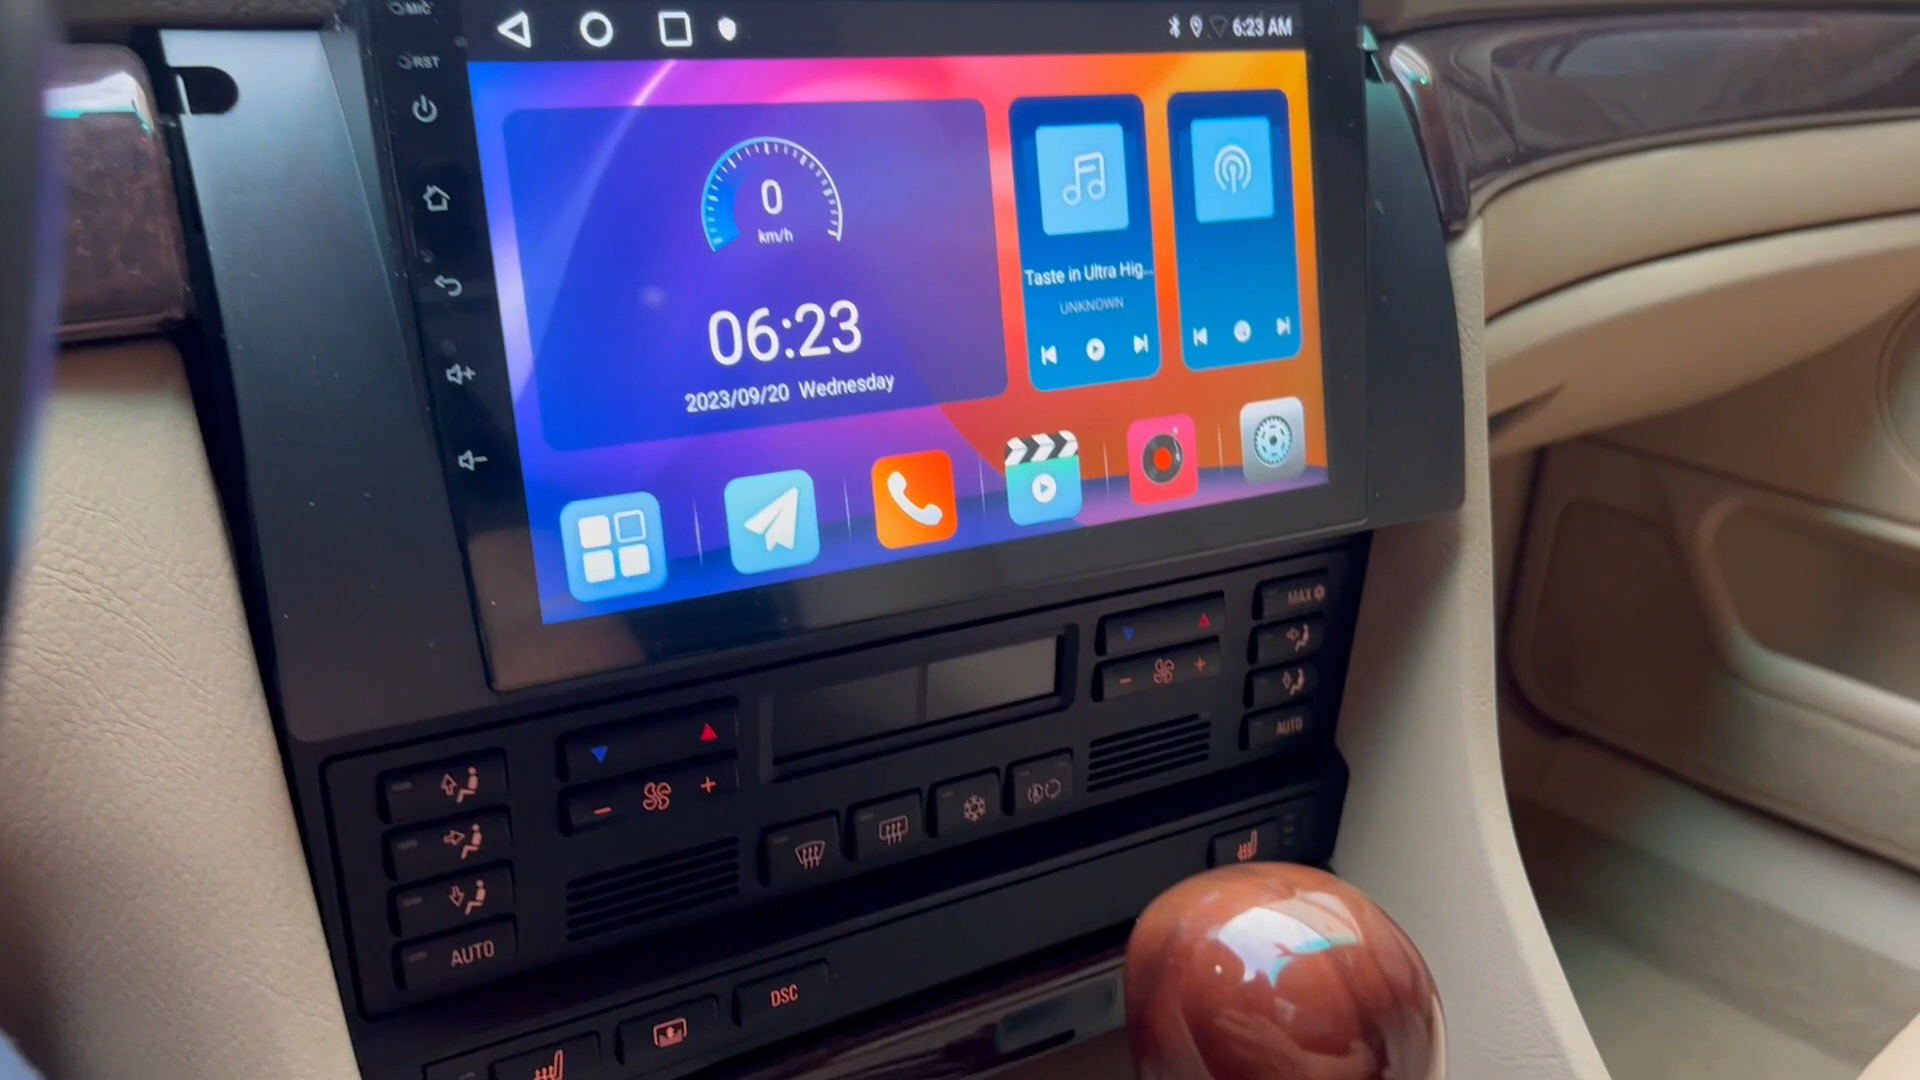 MIC
6:23 AM
RST
0
km/h
Taste in Ultra Hig...
UNKNOWN
06:23
2023/09/20 Wednesday
MAX
AUTO
AUTO
DSC